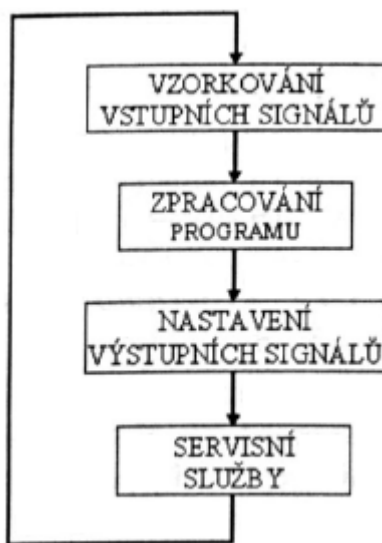 VZORKOVÁNÍ
VSTUPNÍCH SIGNÁLŮ
ZPRACOVÁNÍ
PROGRAMU
NASTAVENÍ
VÝSTUPNÍCH SIGNÁLŮ
SERVISNÍ
SLUŽBY